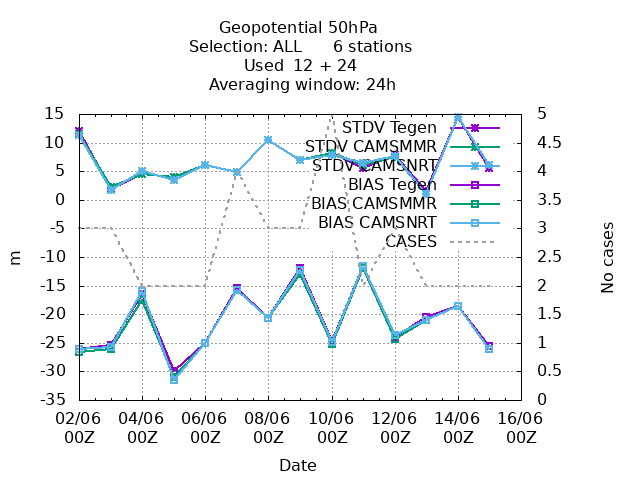 Geopotential 50hPa
Selection: ALL 6 stations
Used 12 + 24
Averaging window: 24h
15
10
5
0
-5
-10
-15
-20
-25
-30
-35
m
5
4.5
4
3.5
3
2.5
2
1.5
1
0.5
0
No cases
STDV Tegen
STDV CAMSMMR
STDV CAMSNRT
BIAS Tegen
BIAS CAMSMMR
BIAS CAMSNRT
CASES
02/06 04/06 06/06 08/06 10/06 12/06 14/06 16/06
00Z 00Z 00Z 00Z 00Z 00Z 00Z 00Z
Date